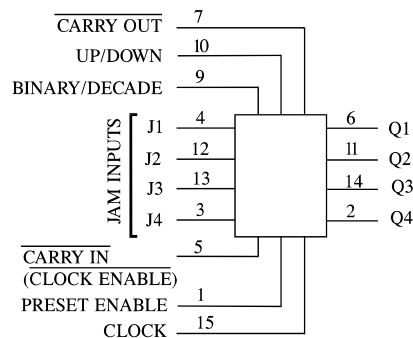 CARRY OUT 7
UP/DOWN 10
BINARY/DECADE 9
JAM INPUTS
J1 4 6 Q1
J2 12 11 Q2
J3 13 14 Q3
J4 3 2 Q4
CARRY IN 5
(CLOCK ENABLE)
PRESET ENABLE 1
CLOCK 15